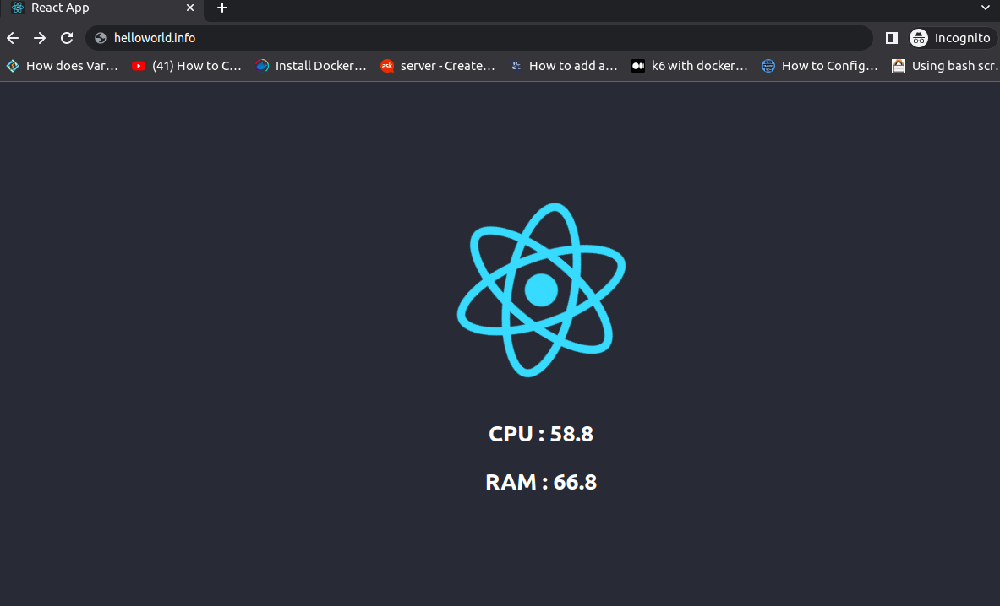 React App
helloworld.info
Incognito
How does Var...
(41) How to C...
Install Docker...
server - Create...
How to add a...
k6 with docker...
How to Config...
Using bash scr.
ask
CPU : 58.8
RAM : 66.8